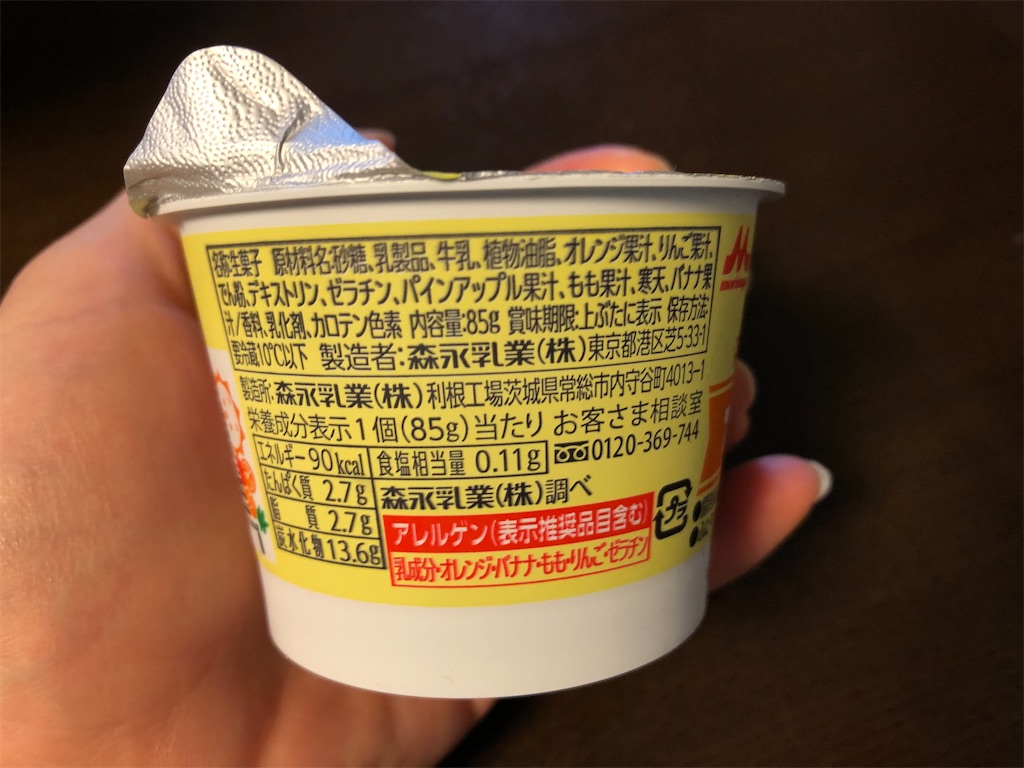 名称:生菓子 原材料名:砂糖、乳製品、牛乳、植物油脂、オレンジ果汁、りんご果汁、
でん粉、デキストリン、ゼラチン、パインアップル果汁、もも果汁、寒天、バナナ果
汁/香料、乳化剤、カロテン色素 内容量:85g 賞味期限:上ぶたに表示 保存方法:
要冷蔵10℃以下 製造者:森永乳業(株)東京都港区芝5-33-1
製造所:森永乳業(株)利根工場茨城県常総市内守谷町4013-1
栄養成分表示1個(85g)当たり お客さま相談室
エネルギー 90kcal 食塩相当量 0.11g 0120-369-744
たんぱく質 2.7g 森永乳業(株)調べ
脂質 2.7g アレルゲン(表示推奨品目含む)
炭水化物 13.6g 乳成分・オレンジ・バナナ・もも・りんご・ゼラチン
プラ
morinaga